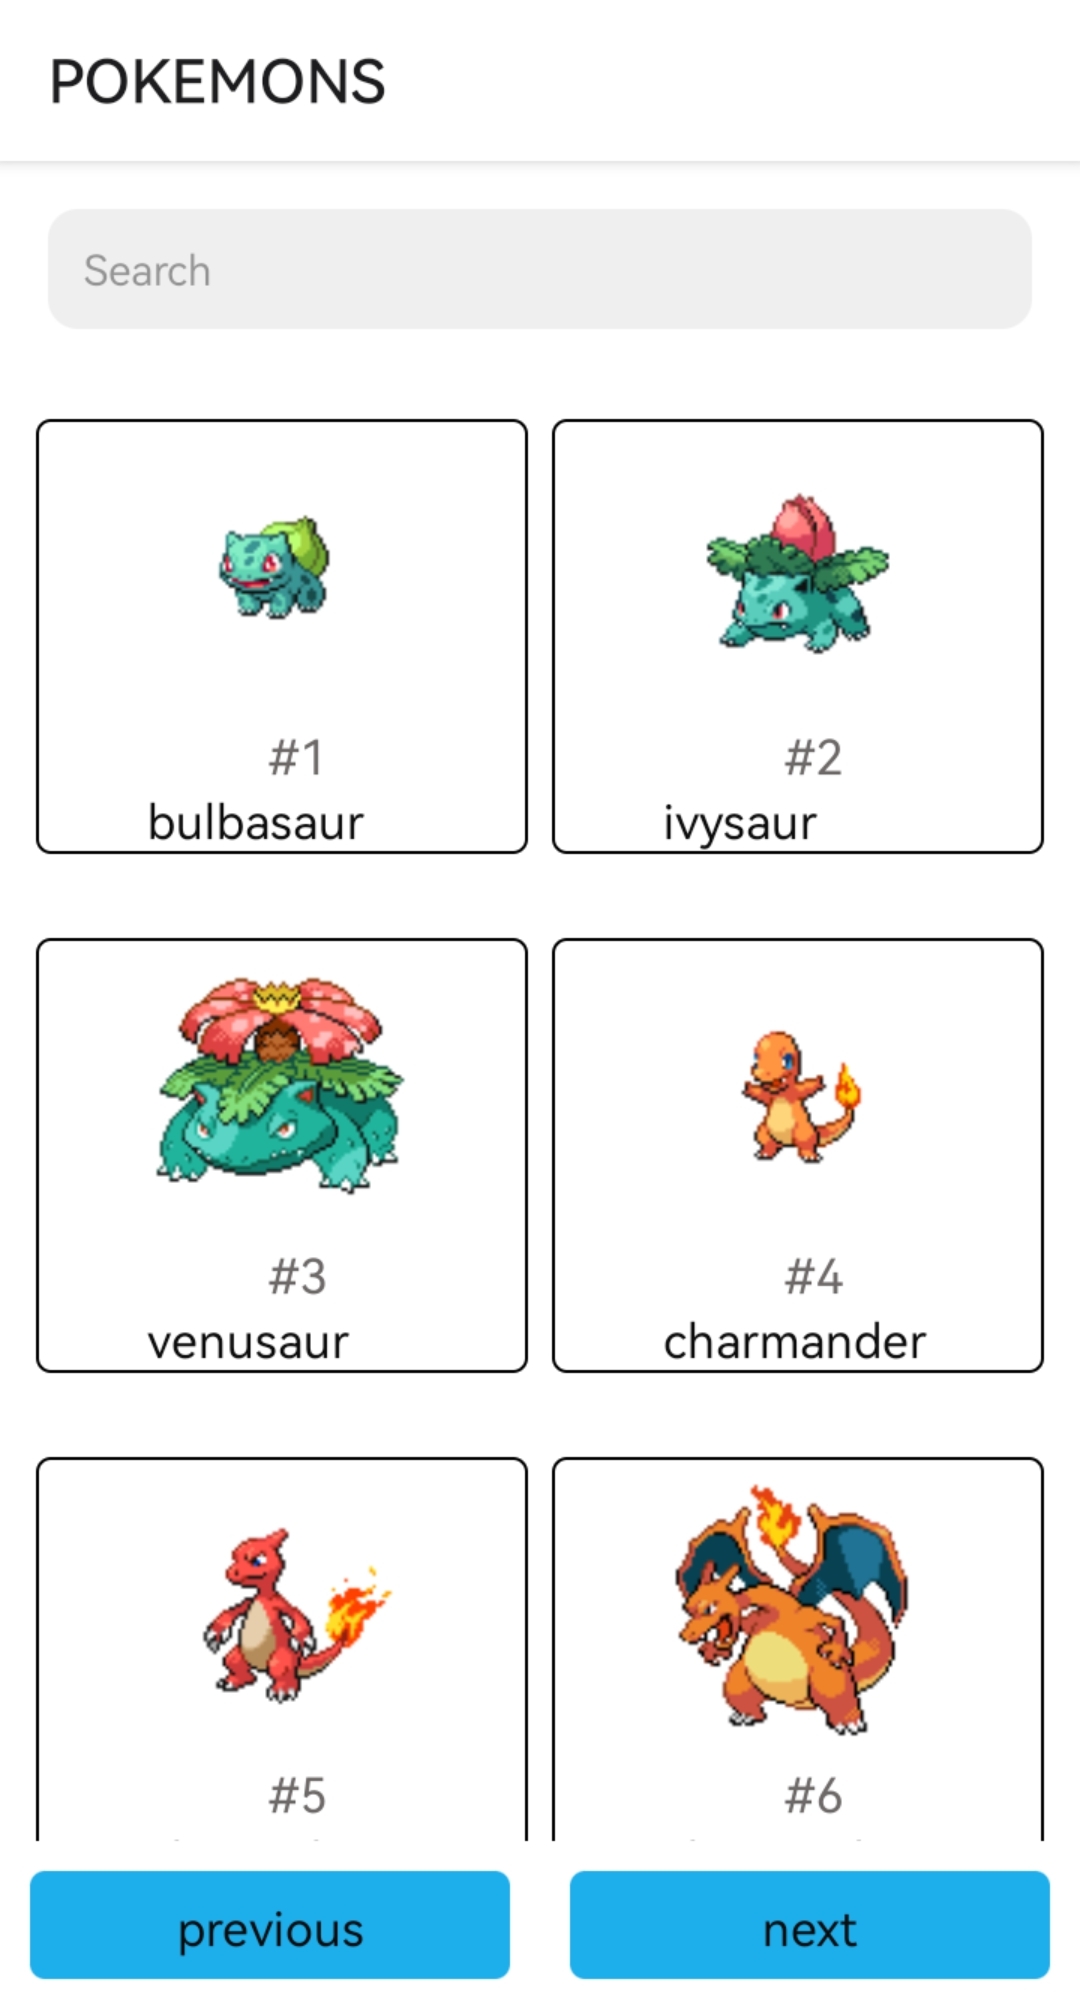 POKEMONS
Search
#1
bulbasaur
#2
ivysaur
#3
venusaur
#4
charmander
#5
#6
previous
next